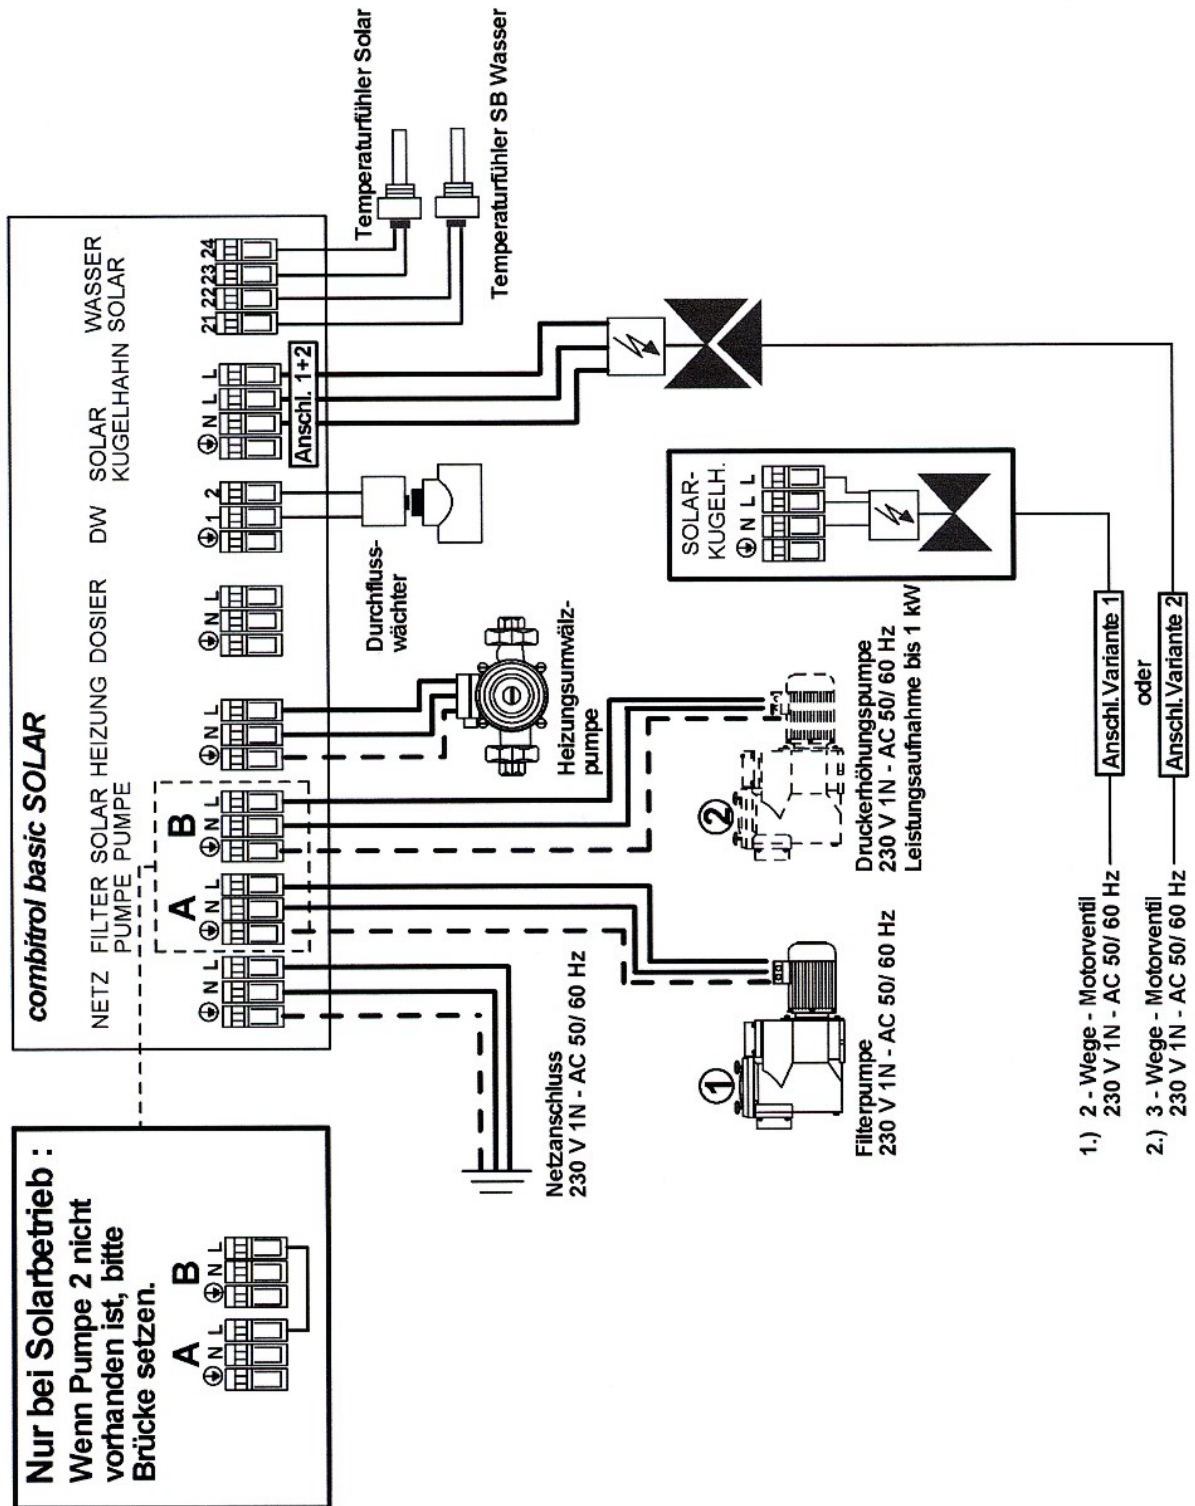 Nur bei Solarbetrieb :
Wenn Pumpe 2 nicht
vorhanden ist, bitte
Brücke setzen.
A B
N L N L
combitrol basic SOLAR
NETZ FILTER SOLAR HEIZUNG DOSIER DW SOLAR WASSER
PUMPE PUMPE KUGELHAHN SOLAR
A B
N L N L N L N L N L 1 2 N L L 21 22 23 24
Anschl. 1+2
Temperaturfühler Solar
Temperaturfühler SB Wasser
Durchfluss-
wächter
Heizungsumwälz-
pumpe
Netzanschluss
230 V 1N - AC 50/ 60 Hz
1
Filterpumpe
230 V 1N - AC 50/ 60 Hz
2
Druckerhöhungspumpe
230 V 1N - AC 50/ 60 Hz
Leistungsaufnahme bis 1 kW
SOLAR-
KUGELH.
N L L
1.) 2 - Wege - Motorventil
230 V 1N - AC 50/ 60 Hz
Anschl.Variante 1
oder
2.) 3 - Wege - Motorventil
230 V 1N - AC 50/ 60 Hz
Anschl.Variante 2